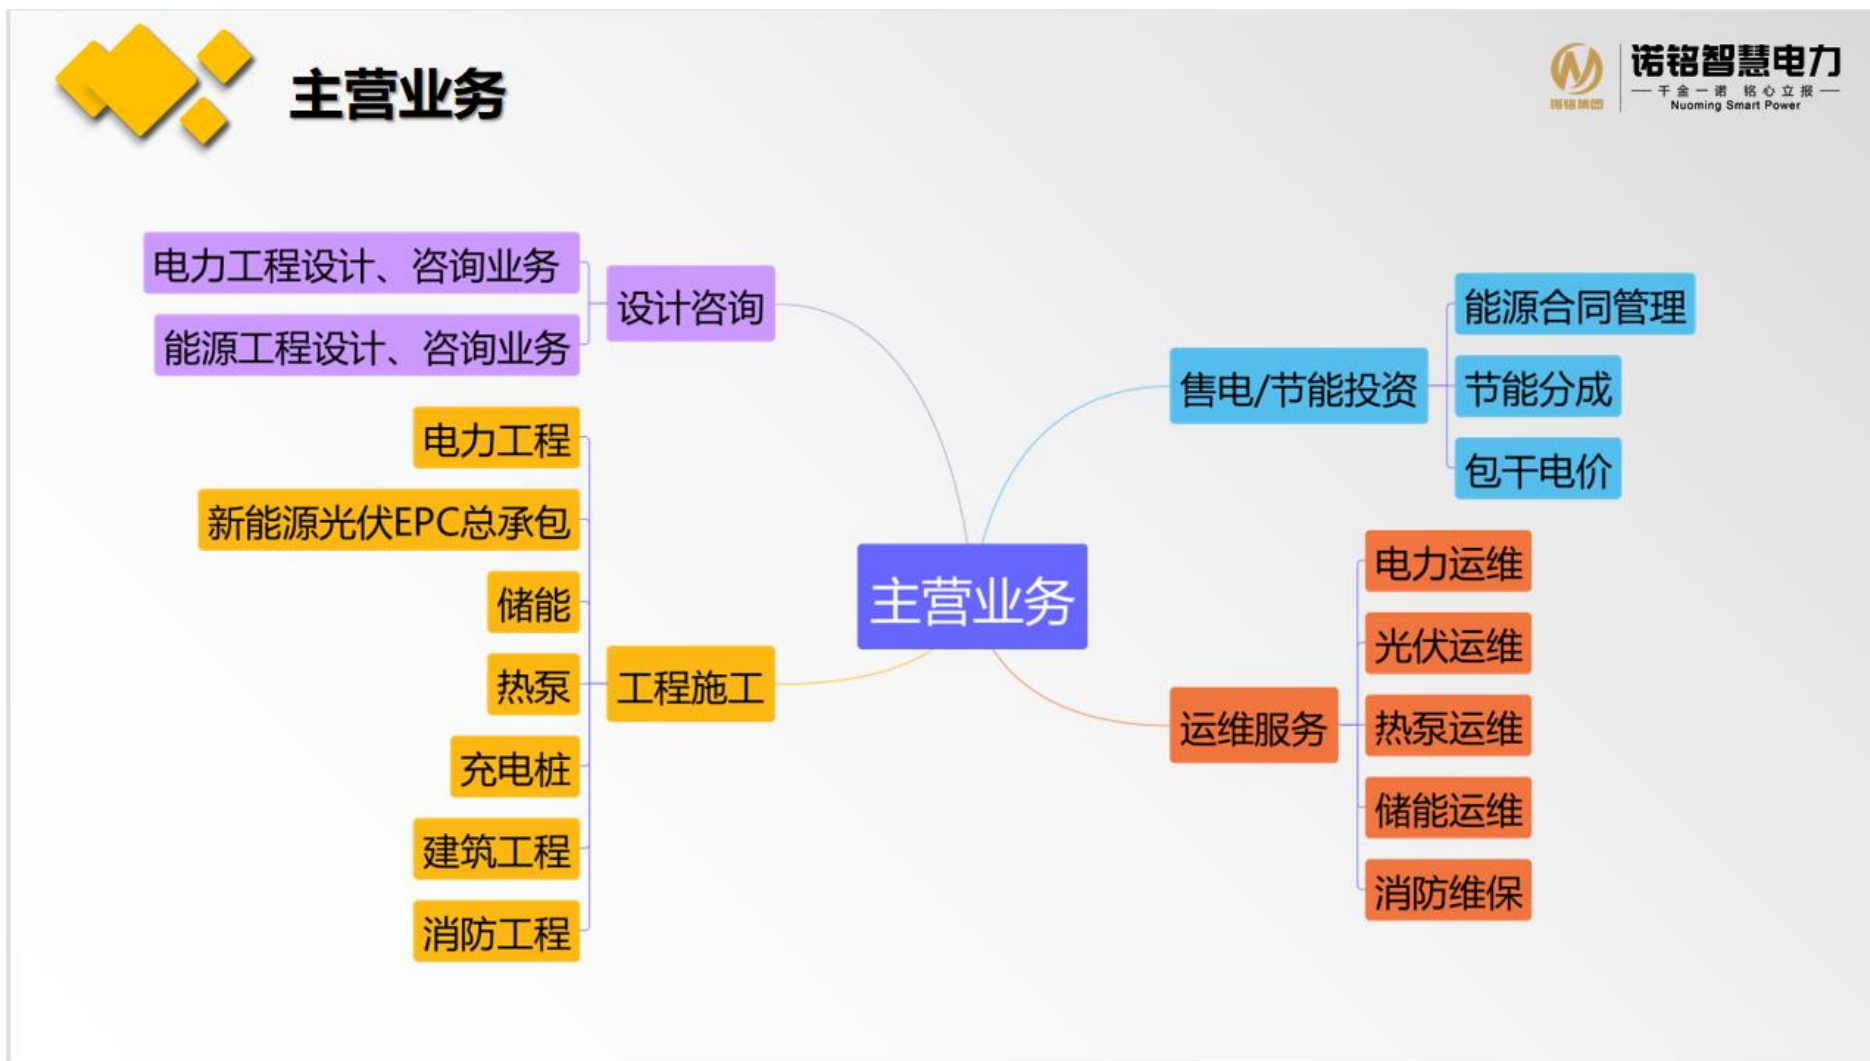 主营业务
诺铭集团
诺铭智慧电力
千金一诺 铭心立报
Nuoming Smart Power
电力工程设计、咨询业务
能源工程设计、咨询业务
设计咨询
电力工程
新能源光伏EPC总承包
储能
热泵
充电桩
建筑工程
消防工程
工程施工
主营业务
售电/节能投资
能源合同管理
节能分成
包干电价
运维服务
电力运维
光伏运维
热泵运维
储能运维
消防维保